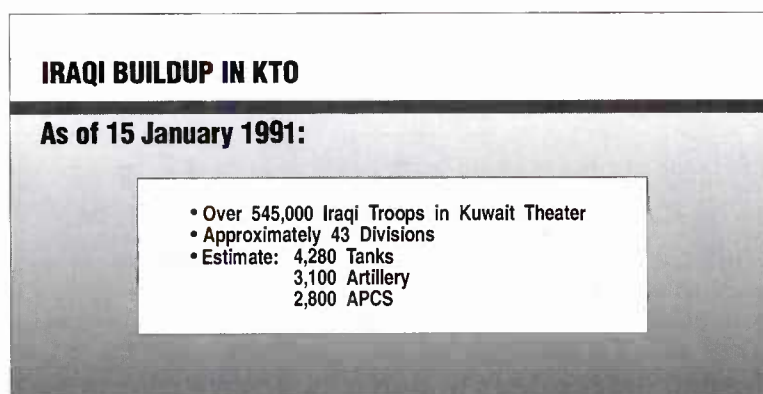 IRAQI BUILDUP IN KTO
As of 15 January 1991:
• Over 545,000 Iraqi Troops in Kuwait Theater
• Approximately 43 Divisions
• Estimate: 4,280 Tanks
3,100 Artillery
2,800 APCS